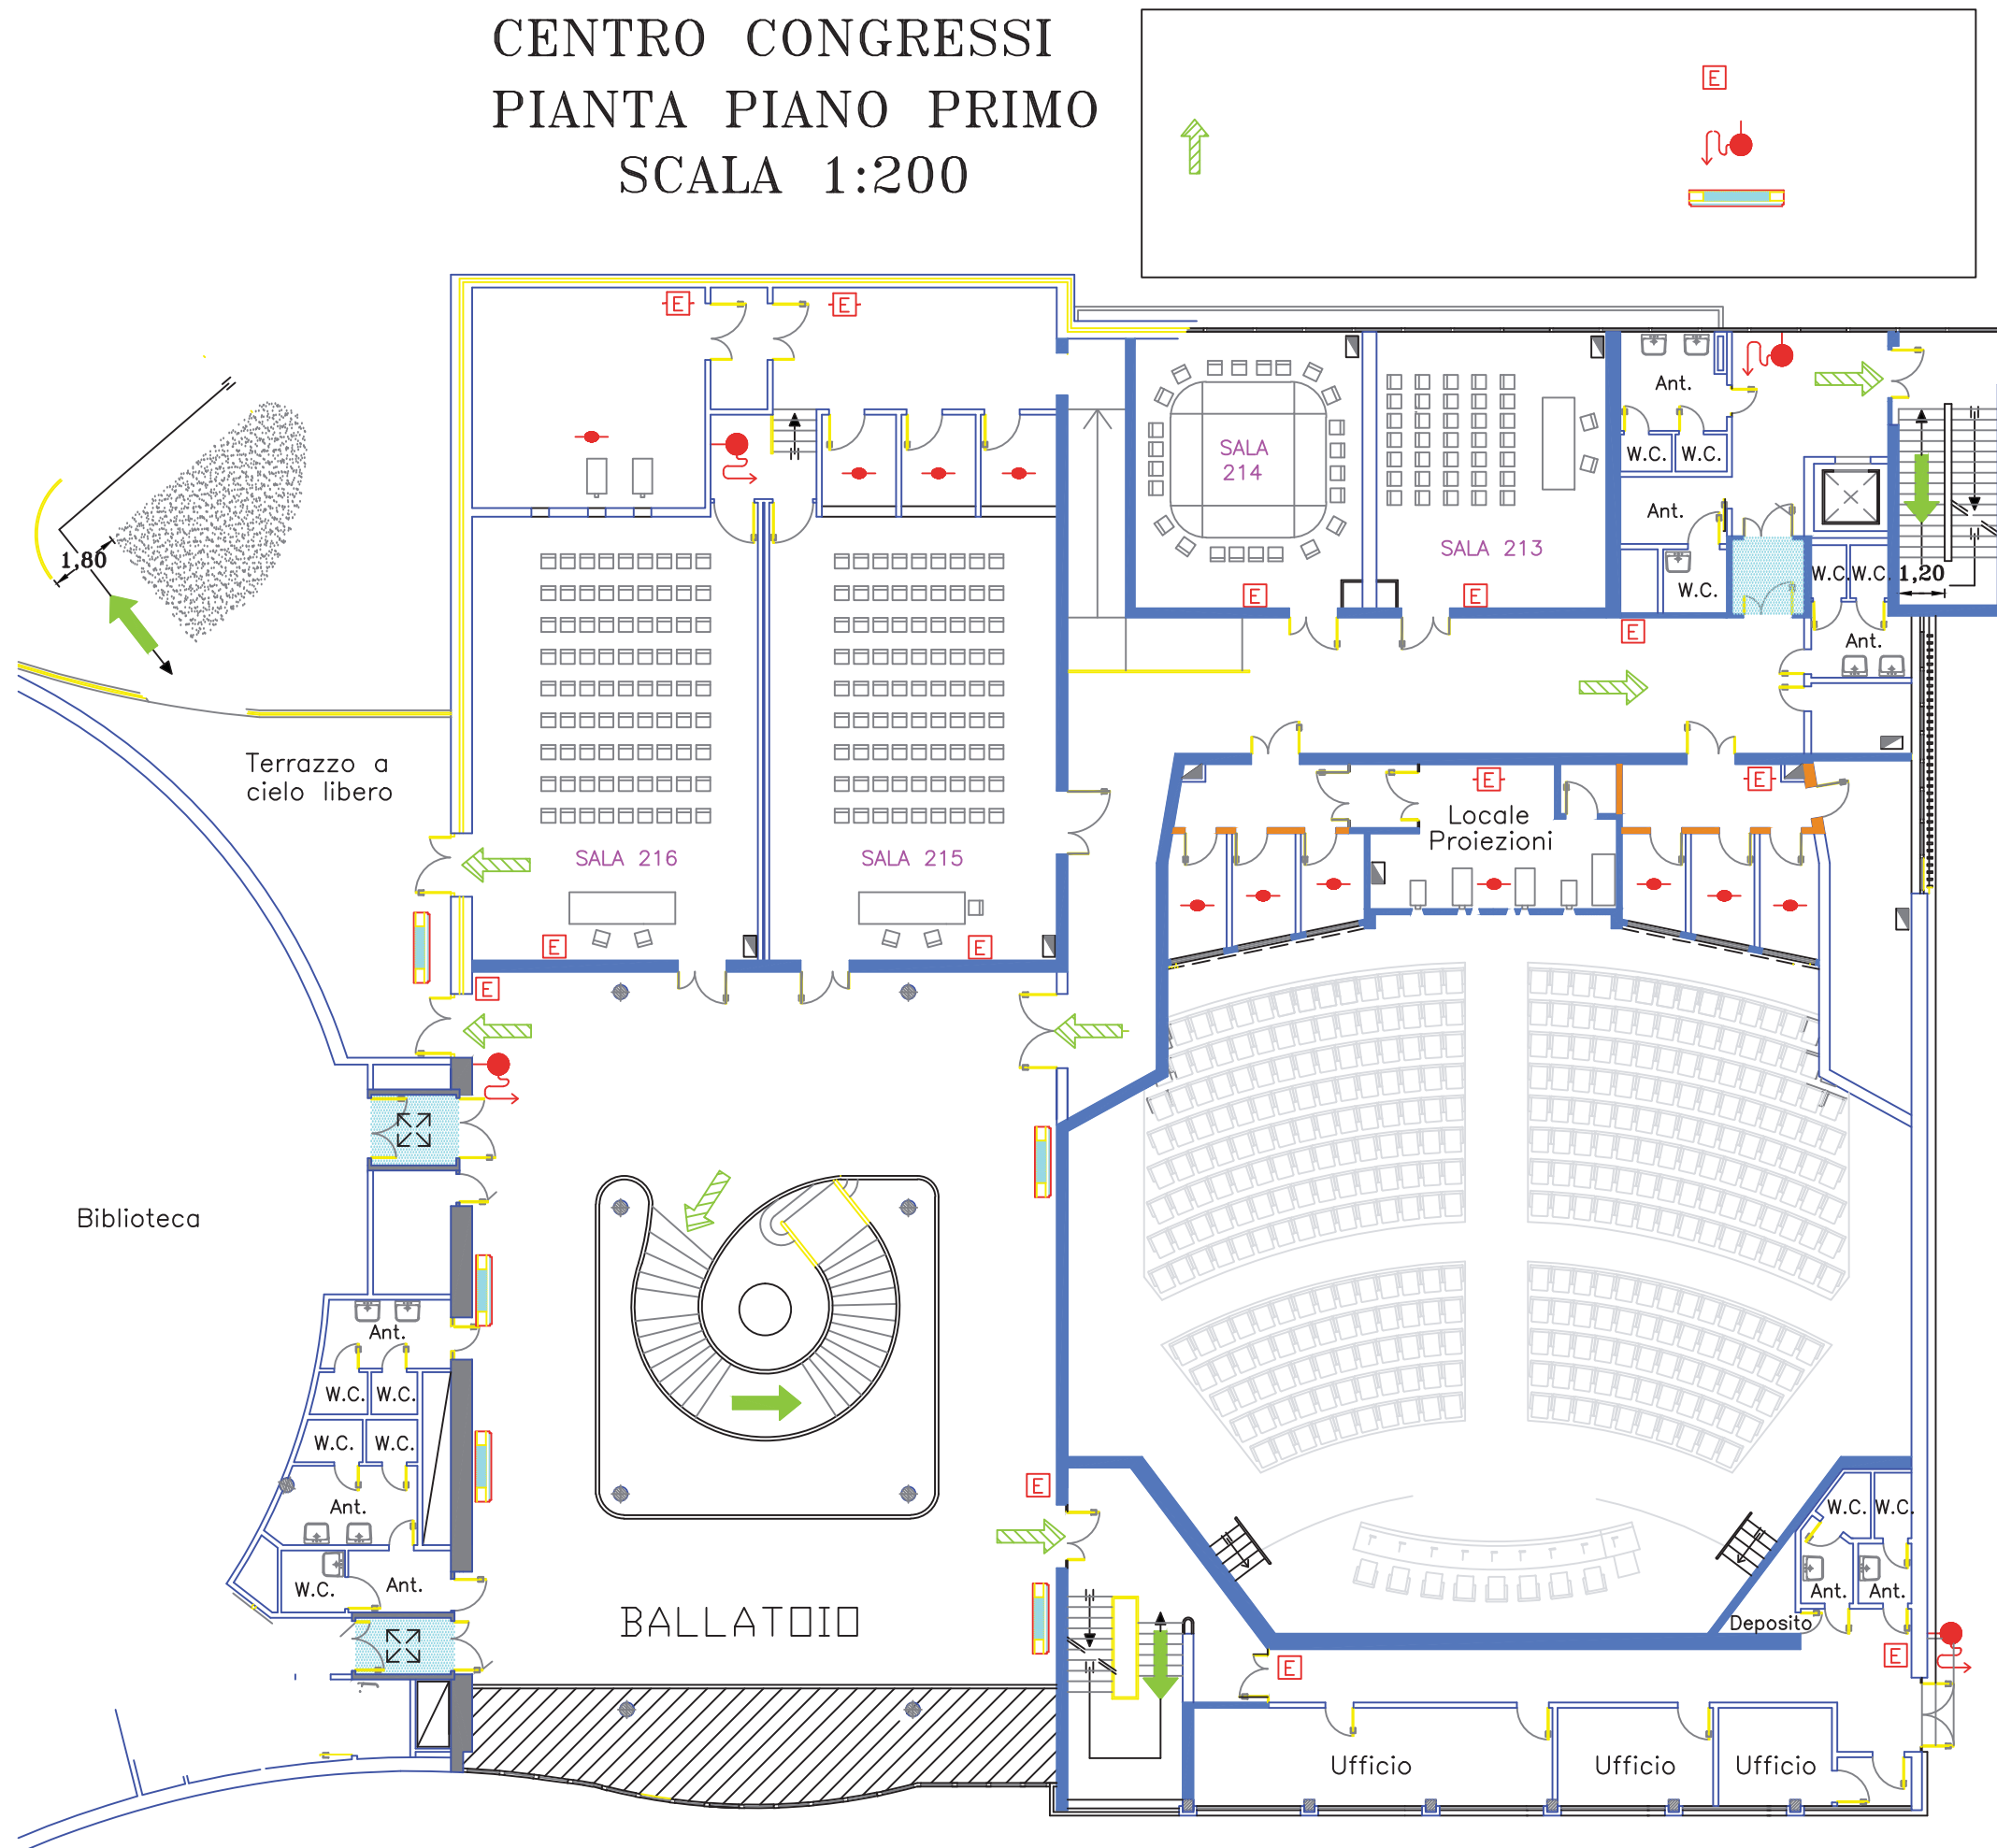 CENTRO CONGRESSI
PIANTA PIANO PRIMO
SCALA 1:200
E
E
E
Ant.
W.C.
W.C.
SALA
214
Ant.
SALA 213
1,80
W.C.
W.C.
W.C.
1,20
E
E
E
Ant.
Terrazzo a
cielo libero
E
E
Locale
Proiezioni
SALA 216
SALA 215
E
E
E
Biblioteca
Ant.
W.C.
W.C.
W.C.
W.C.
E
Ant.
W.C.
W.C.
W.C.
Ant.
Ant.
Ant.
BALLATOIO
Deposito
E
E
Ufficio
Ufficio
Ufficio